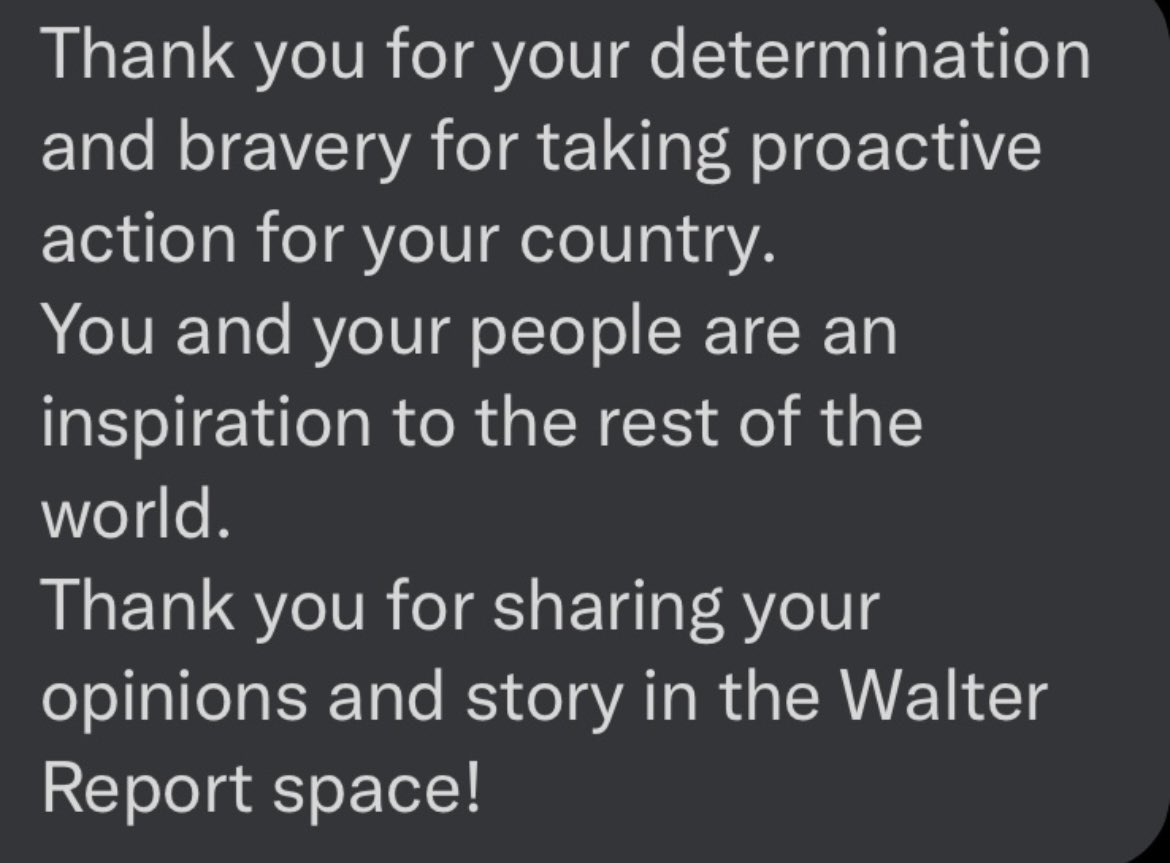 Thank you for your determination
and bravery for taking proactive
action for your country.
You and your people are an
inspiration to the rest of the
world.
Thank you for sharing your
opinions and story in the Walter
Report space!